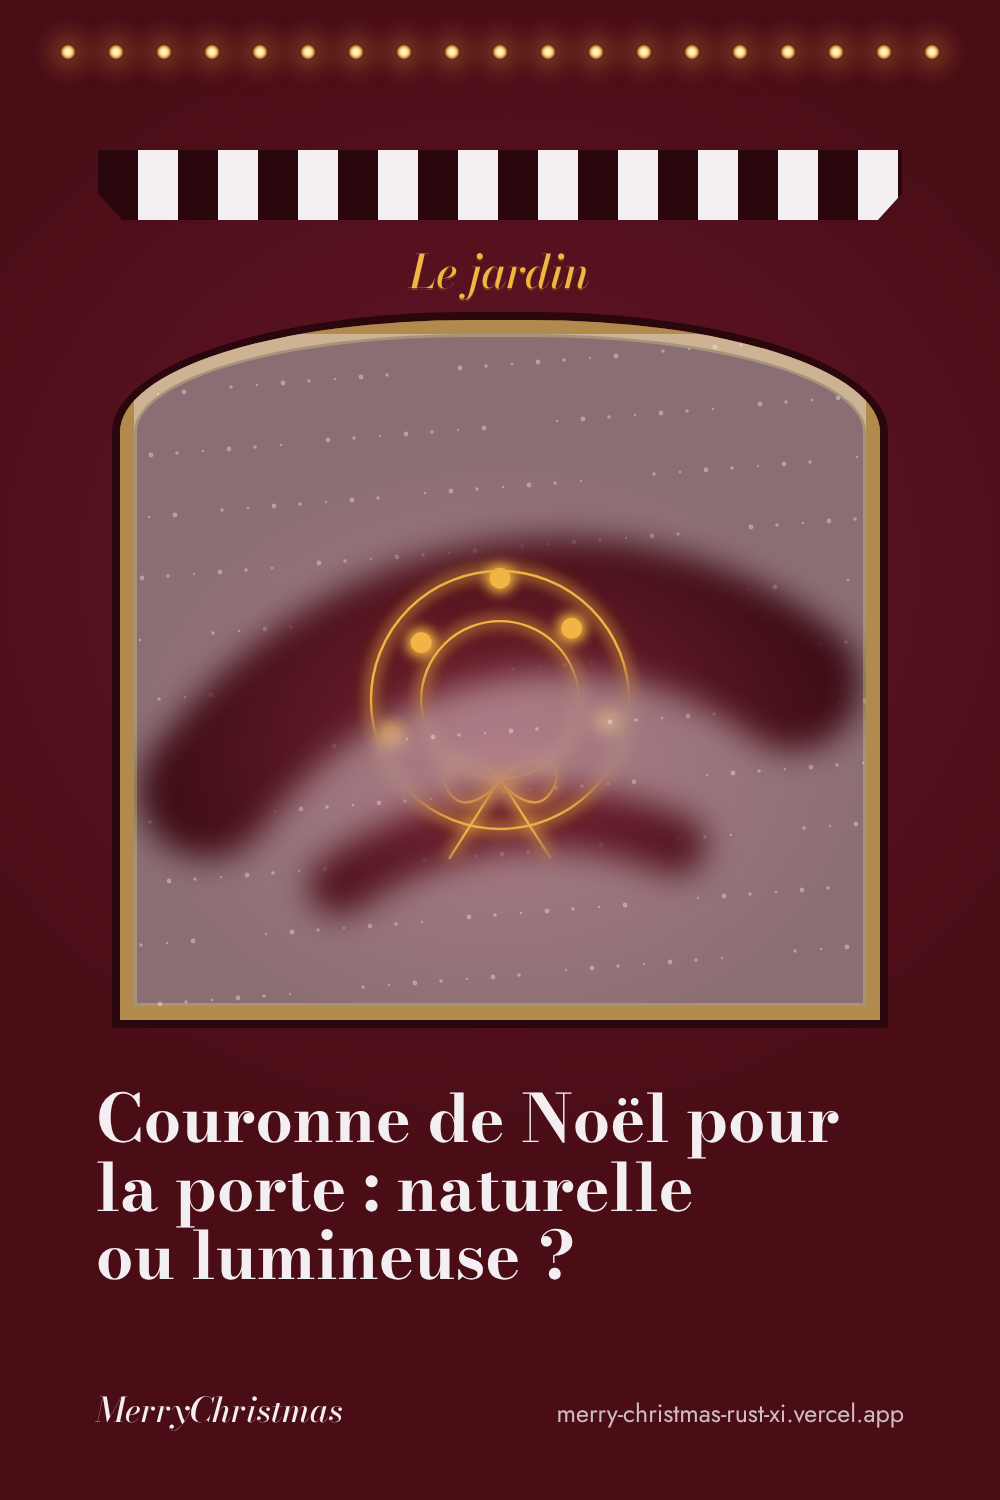 Le jardin
Couronne de Noël pour
la porte : naturelle
ou lumineuse ?
MerryChristmas
merry-christmas-rust-xi.vercel.app